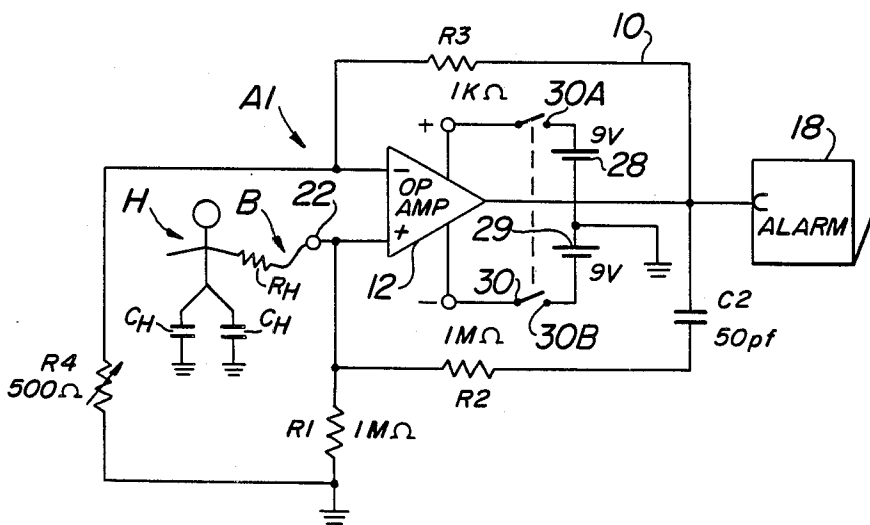 R3
10
1KΩ
A1
30A
+
9V
28
18
-
OP
AMP
+
H
B
22
29
ALARM
12
-
30
9V
30B
RH
CH
CH
1MΩ
C2
50pf
R4
500Ω
R2
R1
1MΩ